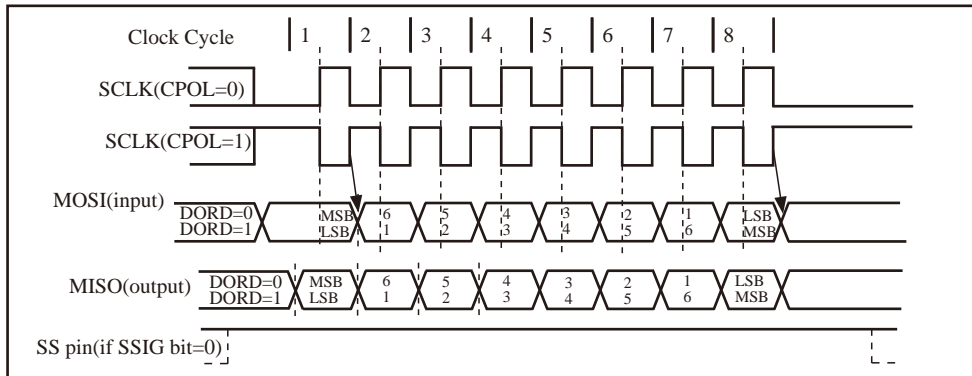 Clock Cycle 1 2 3 4 5 6 7 8
SCLK(CPOL=0)
SCLK(CPOL=1)
MOSI(input)
DORD=0 MSB 6 5 4 3 2 1 LSB
DORD=1 LSB 1 2 3 4 5 6 MSB
MISO(output)
DORD=0 MSB 6 5 4 3 2 1 LSB
DORD=1 LSB 1 2 3 4 5 6 MSB
SS pin(if SSIG bit=0)